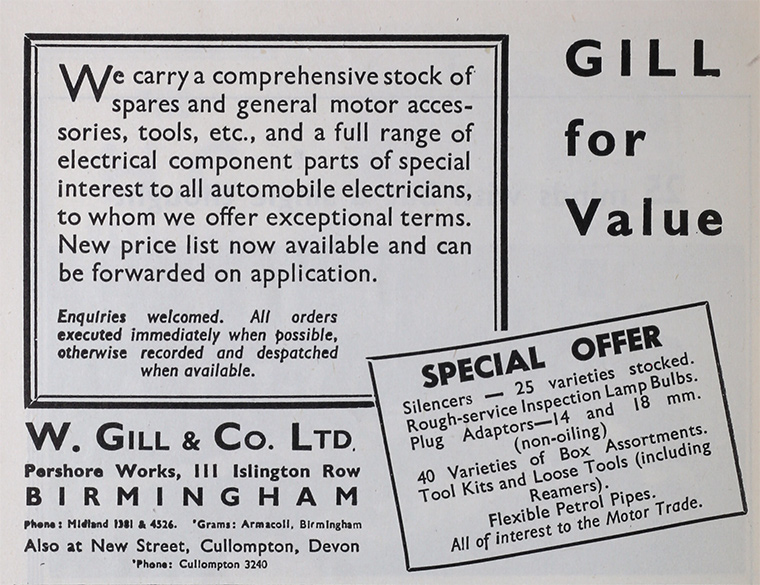 We carry a comprehensive stock of
spares and general motor acces-
sories, tools, etc., and a full range of
electrical component parts of special
interest to all automobile electricians,
to whom we offer exceptional terms.
New price list now available and can
be forwarded on application.
Enquiries welcomed. All orders
executed immediately when possible,
otherwise recorded and despatched
when available.
GILL
for
Value
SPECIAL OFFER
Silencers — 25 varieties stocked.
Rough-service Inspection Lamp Bulbs.
Plug Adaptors—14 and 18 mm.
(non-oiling)
40 Varieties of Box Assortments.
Tool Kits and Loose Tools (including
Reamers).
Flexible Petrol Pipes.
All of interest to the Motor Trade.
W. GILL & CO. LTD.
Pershore Works, 111 Islington Row
BIRMINGHAM
Phone: Midland 1381 & 4526. 'Grams: Armacoil, Birmingham
Also at New Street, Cullompton, Devon
'Phone: Cullompton 3240